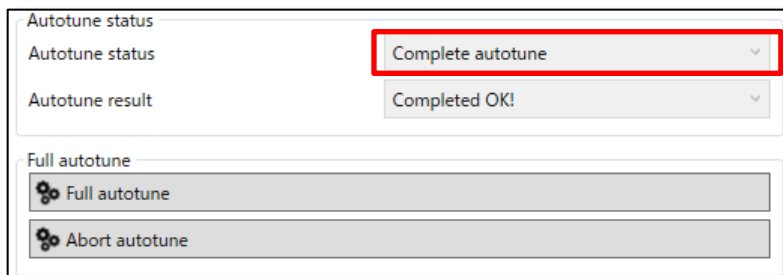 Autotune status
Autotune status Complete autotune
Autotune result Completed OK!
Full autotune
Full autotune
Abort autotune